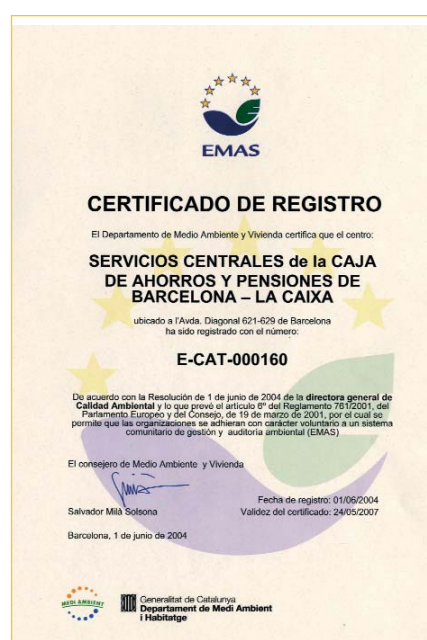 EMAS
CERTIFICADO DE REGISTRO
El Departamento de Medio Ambiente y Vivienda certifica que el centro:
SERVICIOS CENTRALES de la CAJA
DE AHORROS Y PENSIONES DE
BARCELONA – LA CAIXA
ubicado a l'Avda. Diagonal 621-629 de Barcelona
ha sido registrado con el número:
E-CAT-000160
De acuerdo con la Resolución de 1 de junio de 2004 de la directora general de
Calidad Ambiental y lo que prevé el artículo 6º del Reglamento 761/2001, del
Parlamento Europeo y del Consejo, de 19 de marzo de 2001, por el cual se
permite que las organizaciones se adhieran con carácter voluntario a un sistema
comunitario de gestión y auditoría ambiental (EMAS)
El consejero de Medio Ambiente y Vivienda
Salvador Milà Solsona
Fecha de registro: 01/06/2004
Validez del certificado: 24/05/2007
Barcelona, 1 de junio de 2004
MEDI AMBIENT
Generalitat de Catalunya
Departament de Medi Ambient
i Habitatge